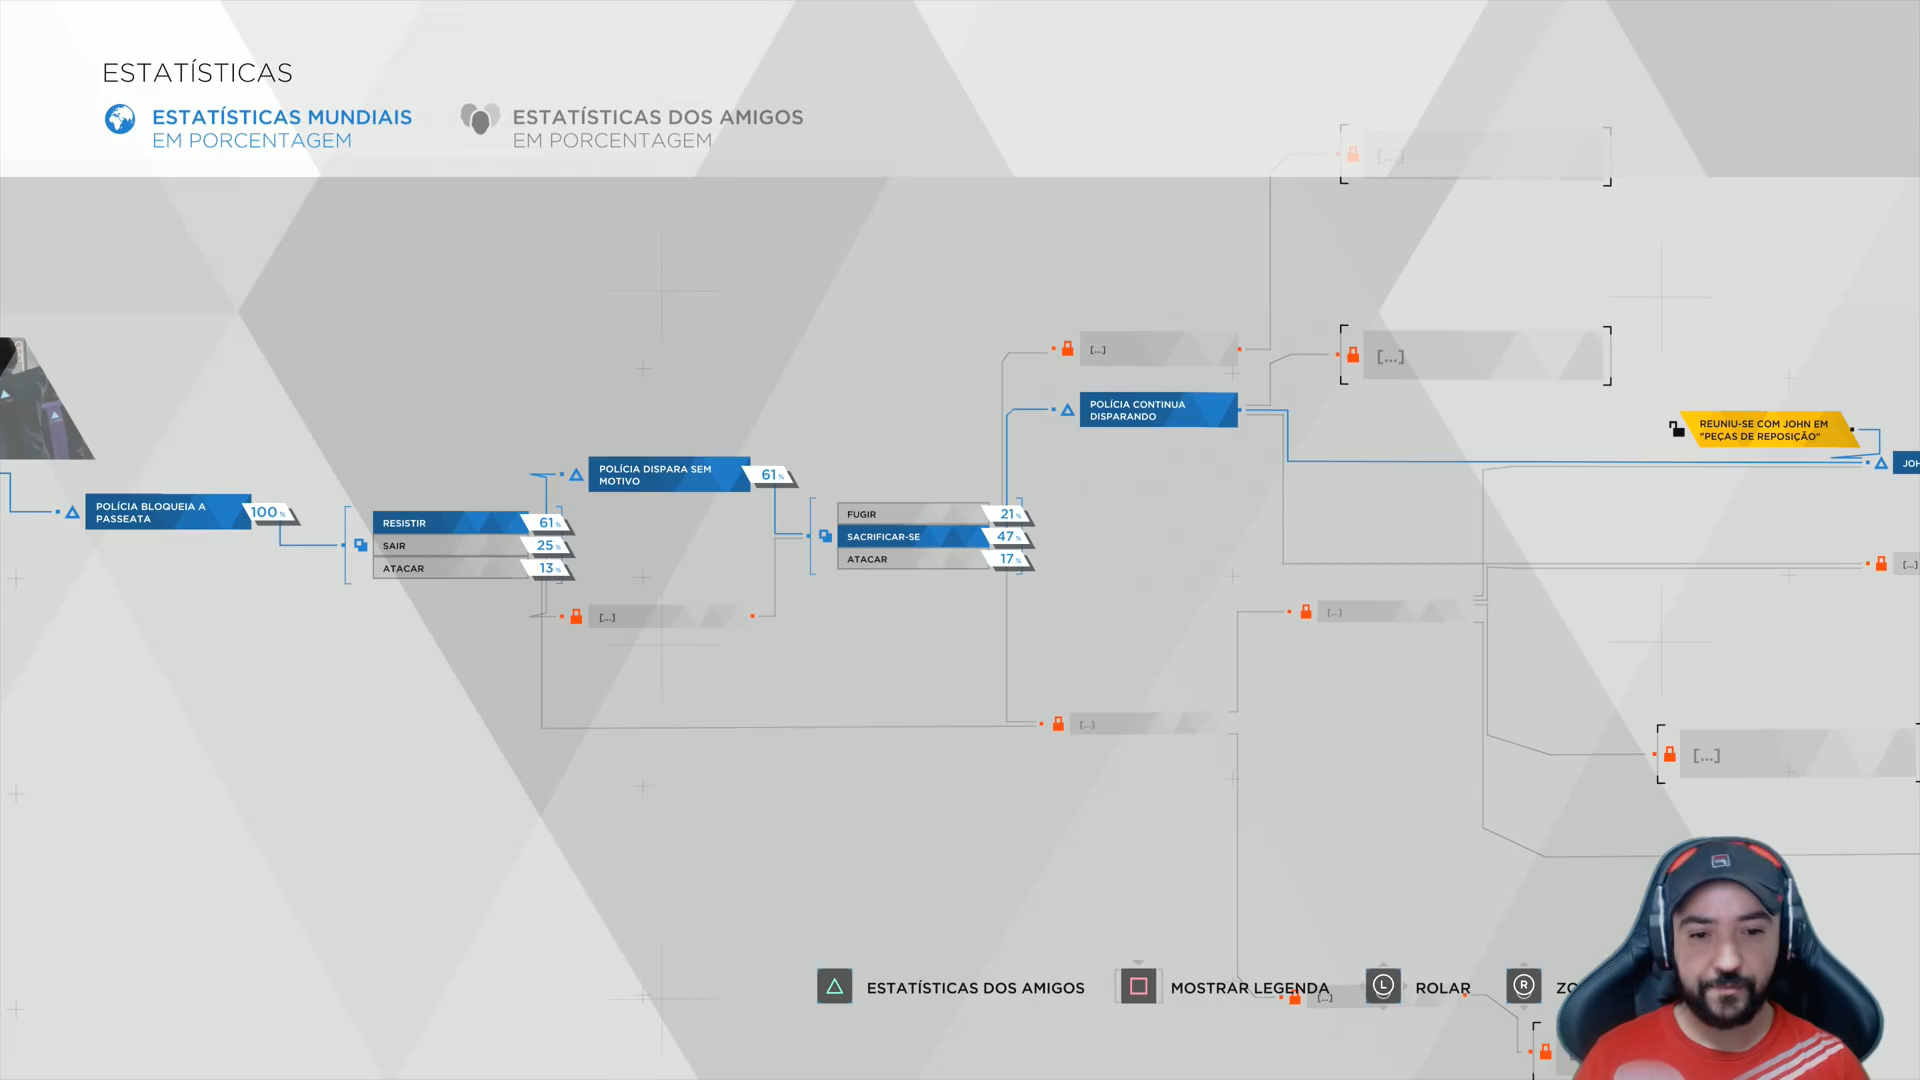 ESTATÍSTICAS
ESTATÍSTICAS MUNDIAIS
EM PORCENTAGEM
ESTATÍSTICAS DOS AMIGOS
EM PORCENTAGEM
[...]
[...]
[...]
POLÍCIA CONTINUA
DISPARANDO
REUNIU-SE COM JOHN EM
"PEÇAS DE REPOSIÇÃO"
JOH
POLÍCIA DISPARA SEM
MOTIVO
61%
POLÍCIA BLOQUEIA A
PASSEATA
100%
RESISTIR 61%
SAIR 25%
ATACAR 13%
FUGIR 21%
SACRIFICAR-SE 47%
ATACAR 17%
[...]
[...]
[...]
[...]
[...]
ESTATÍSTICAS DOS AMIGOS
MOSTRAR LEGENDA
[...]
L
ROLAR
R
ZO